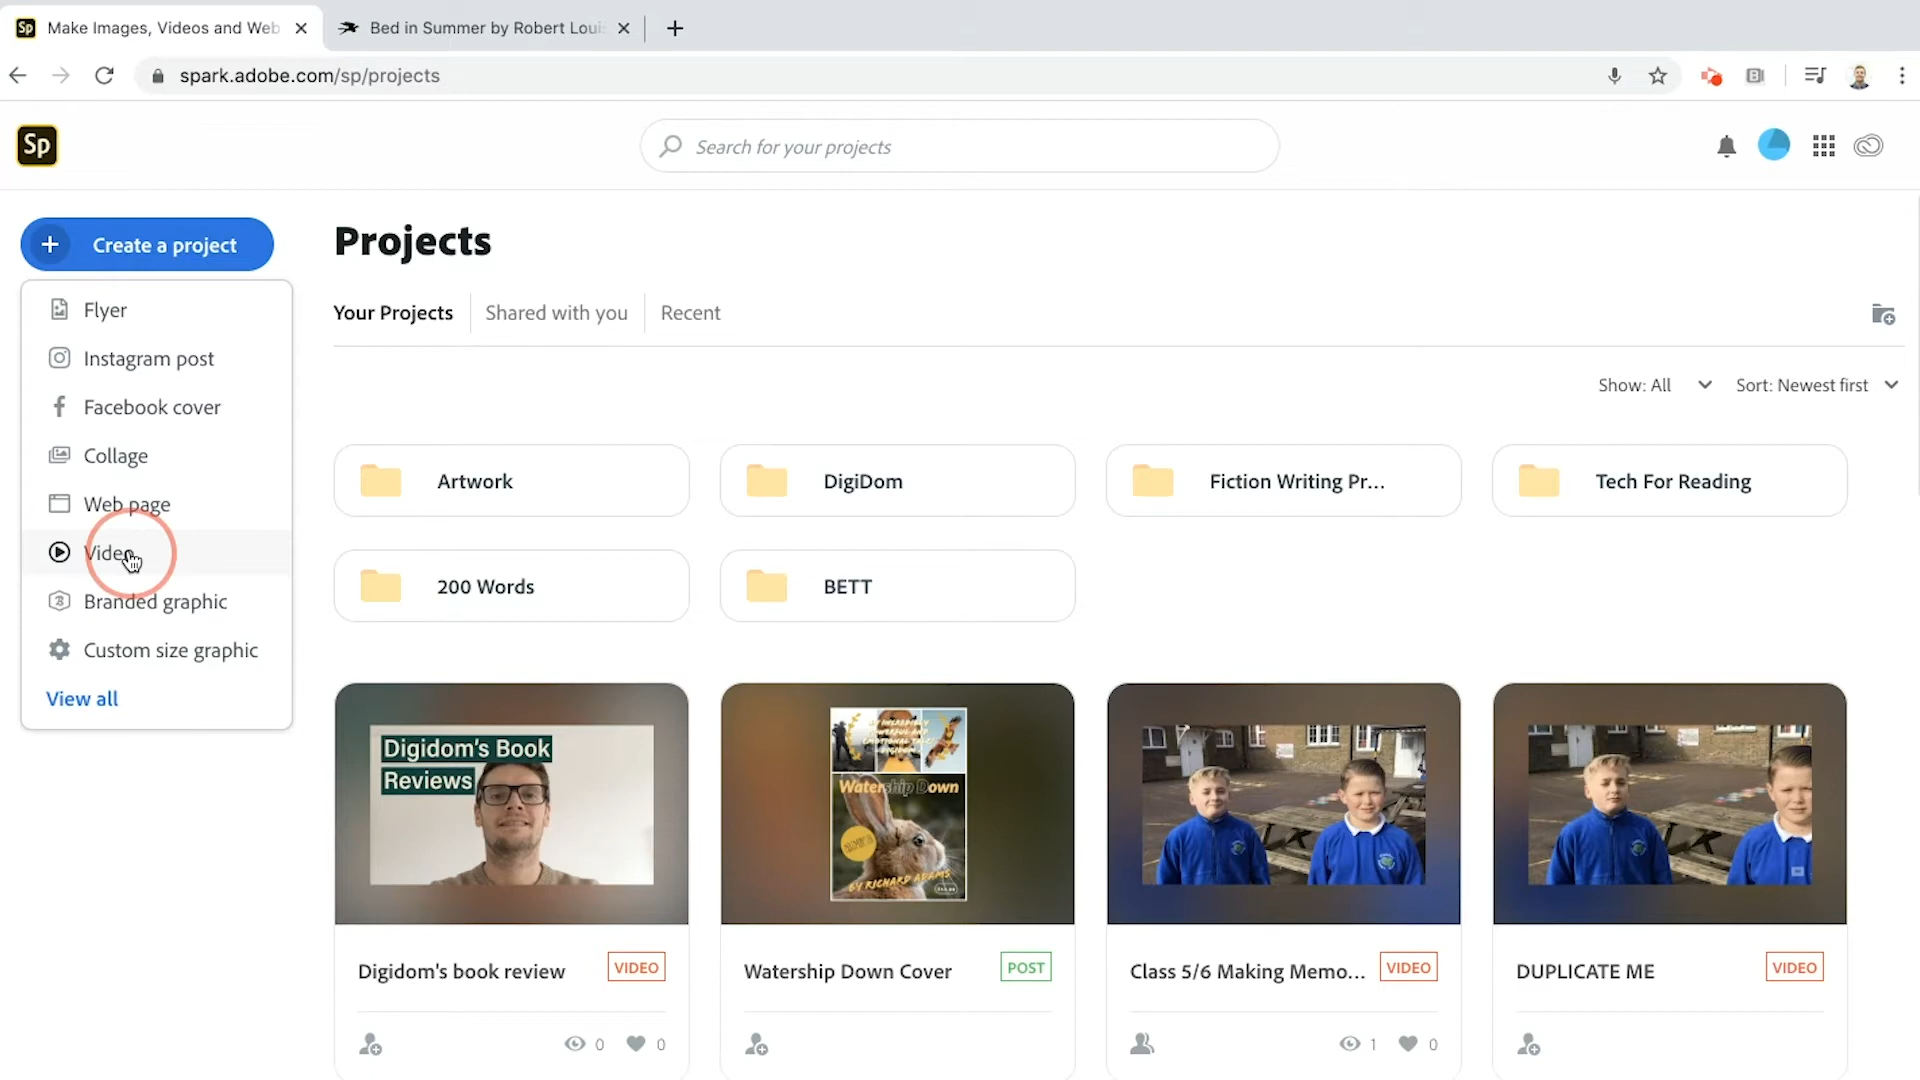 Sp Make Images, Videos and Web
Bed in Summer by Robert Loui
spark.adobe.com/sp/projects
Sp
Search for your projects
Create a project
Flyer
Instagram post
Facebook cover
Collage
Web page
Video
Branded graphic
Custom size graphic
View all
Projects
Your Projects Shared with you Recent
Show: All Sort: Newest first
Artwork DigiDom Fiction Writing Pr... Tech For Reading
200 Words BETT
Digidom's Book
Reviews
Watership Down
BY RICHARD ADAMS
Digidom's book review VIDEO
Watership Down Cover POST
Class 5/6 Making Memo... VIDEO
DUPLICATE ME VIDEO
0 0
1 0